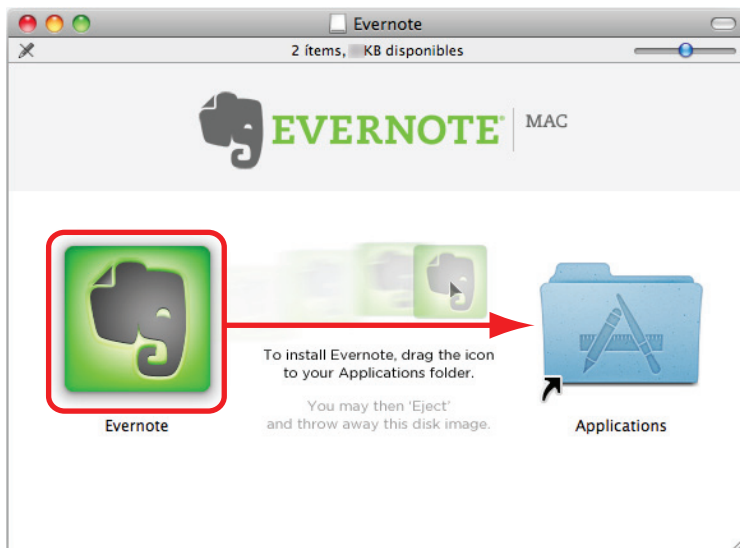 Evernote
2 ítems, KB disponibles
EVERNOTE® MAC
To install Evernote, drag the icon
to your Applications folder.
You may then 'Eject'
and throw away this disk image.
Evernote
Applications